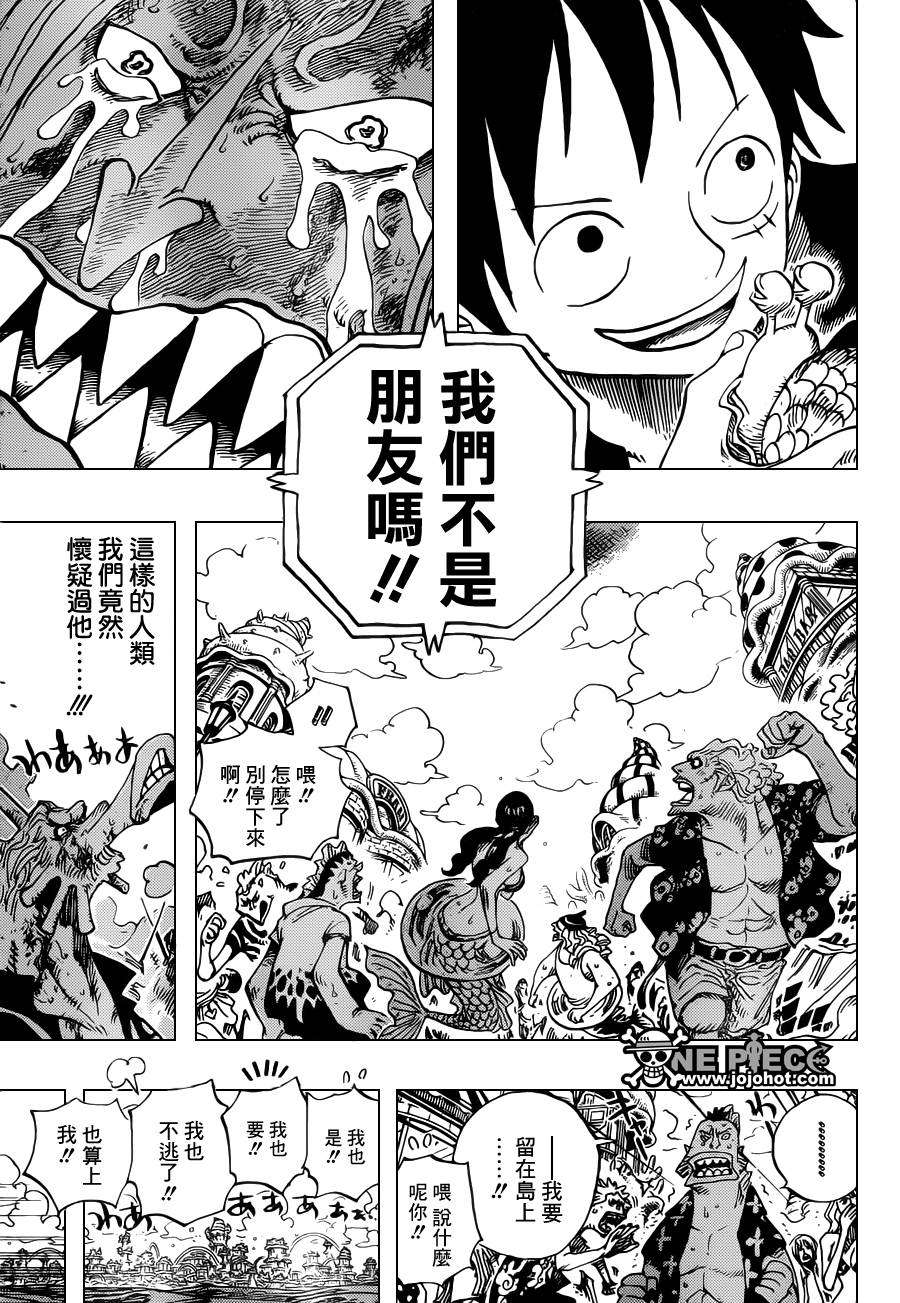 我們不是
朋友嗎!!
喂!!
怎麼了
別停下來
啊!!
!!
這樣的人類
我們竟然
懷疑過他……!!!
わああぁ
ONE PIECE
www.jojohot.com
………
——我要
留在島上
……!!
喂 說什麼
呢你!!
我也
是!!
我也
要!!
我也
不逃了!!
也算上
我!!
わあ
ああぁ
あぁ